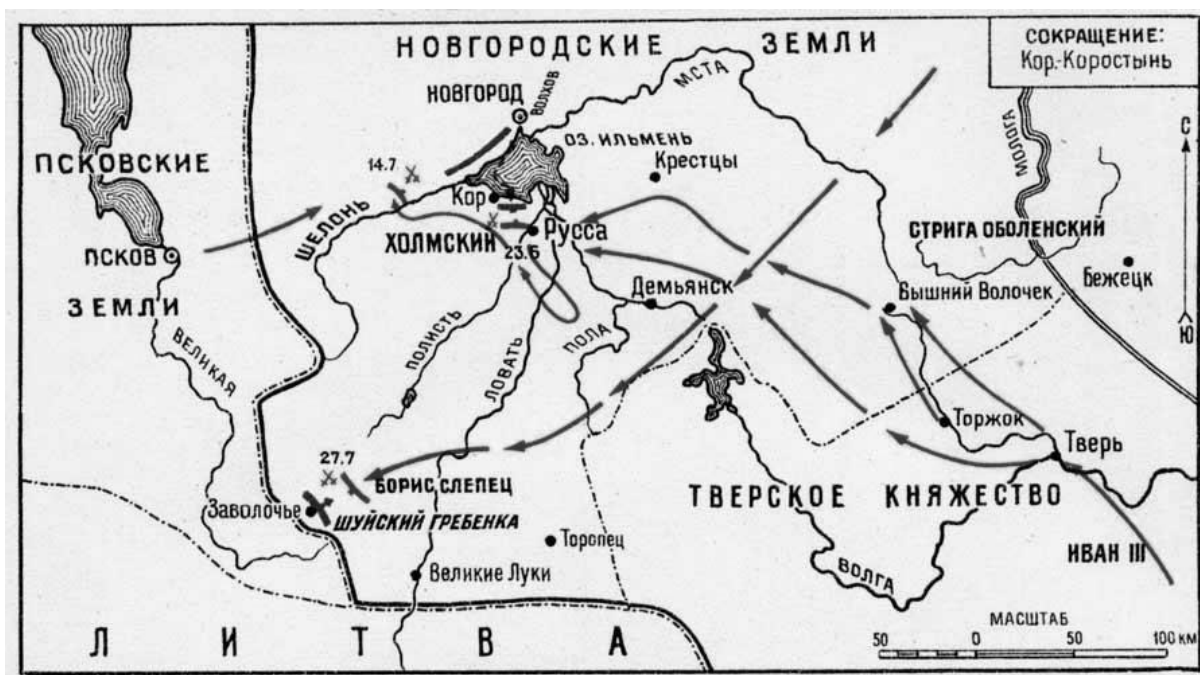 НОВГОРОДСКИЕ ЗЕМЛИ
СОКРАЩЕНИЕ:
Кор.-Коростынь
МСТА
НОВГОРОД
ВОЛХОВ
МОЛОГА
С
ОЗ. ИЛЬМЕНЬ
ПСКОВСКИЕ
14.7
Крестцы
Кор
ШЕЛОНЬ
ХОЛМСКИЙ
Русса
СТРИГА ОБОЛЕНСКИЙ
23.6
ПСКОВ
Бежецк
Демьянск
Вышний Волочек
ЗЕМЛИ
Ю
ПОЛИСТЬ
ПОЛА
ВЕЛИКАЯ
ЛОВАТЬ
Торжок
Тверь
27.7
БОРИС СЛЕПЕЦ
ТВЕРСКОЕ КНЯЖЕСТВО
Заволочье
ШУЙСКИЙ ГРЕБЕНКА
Торопец
ИВАН III
Великие Луки
ВОЛГА
МАСШТАБ
ЛИТВА
50 0 50 100 км